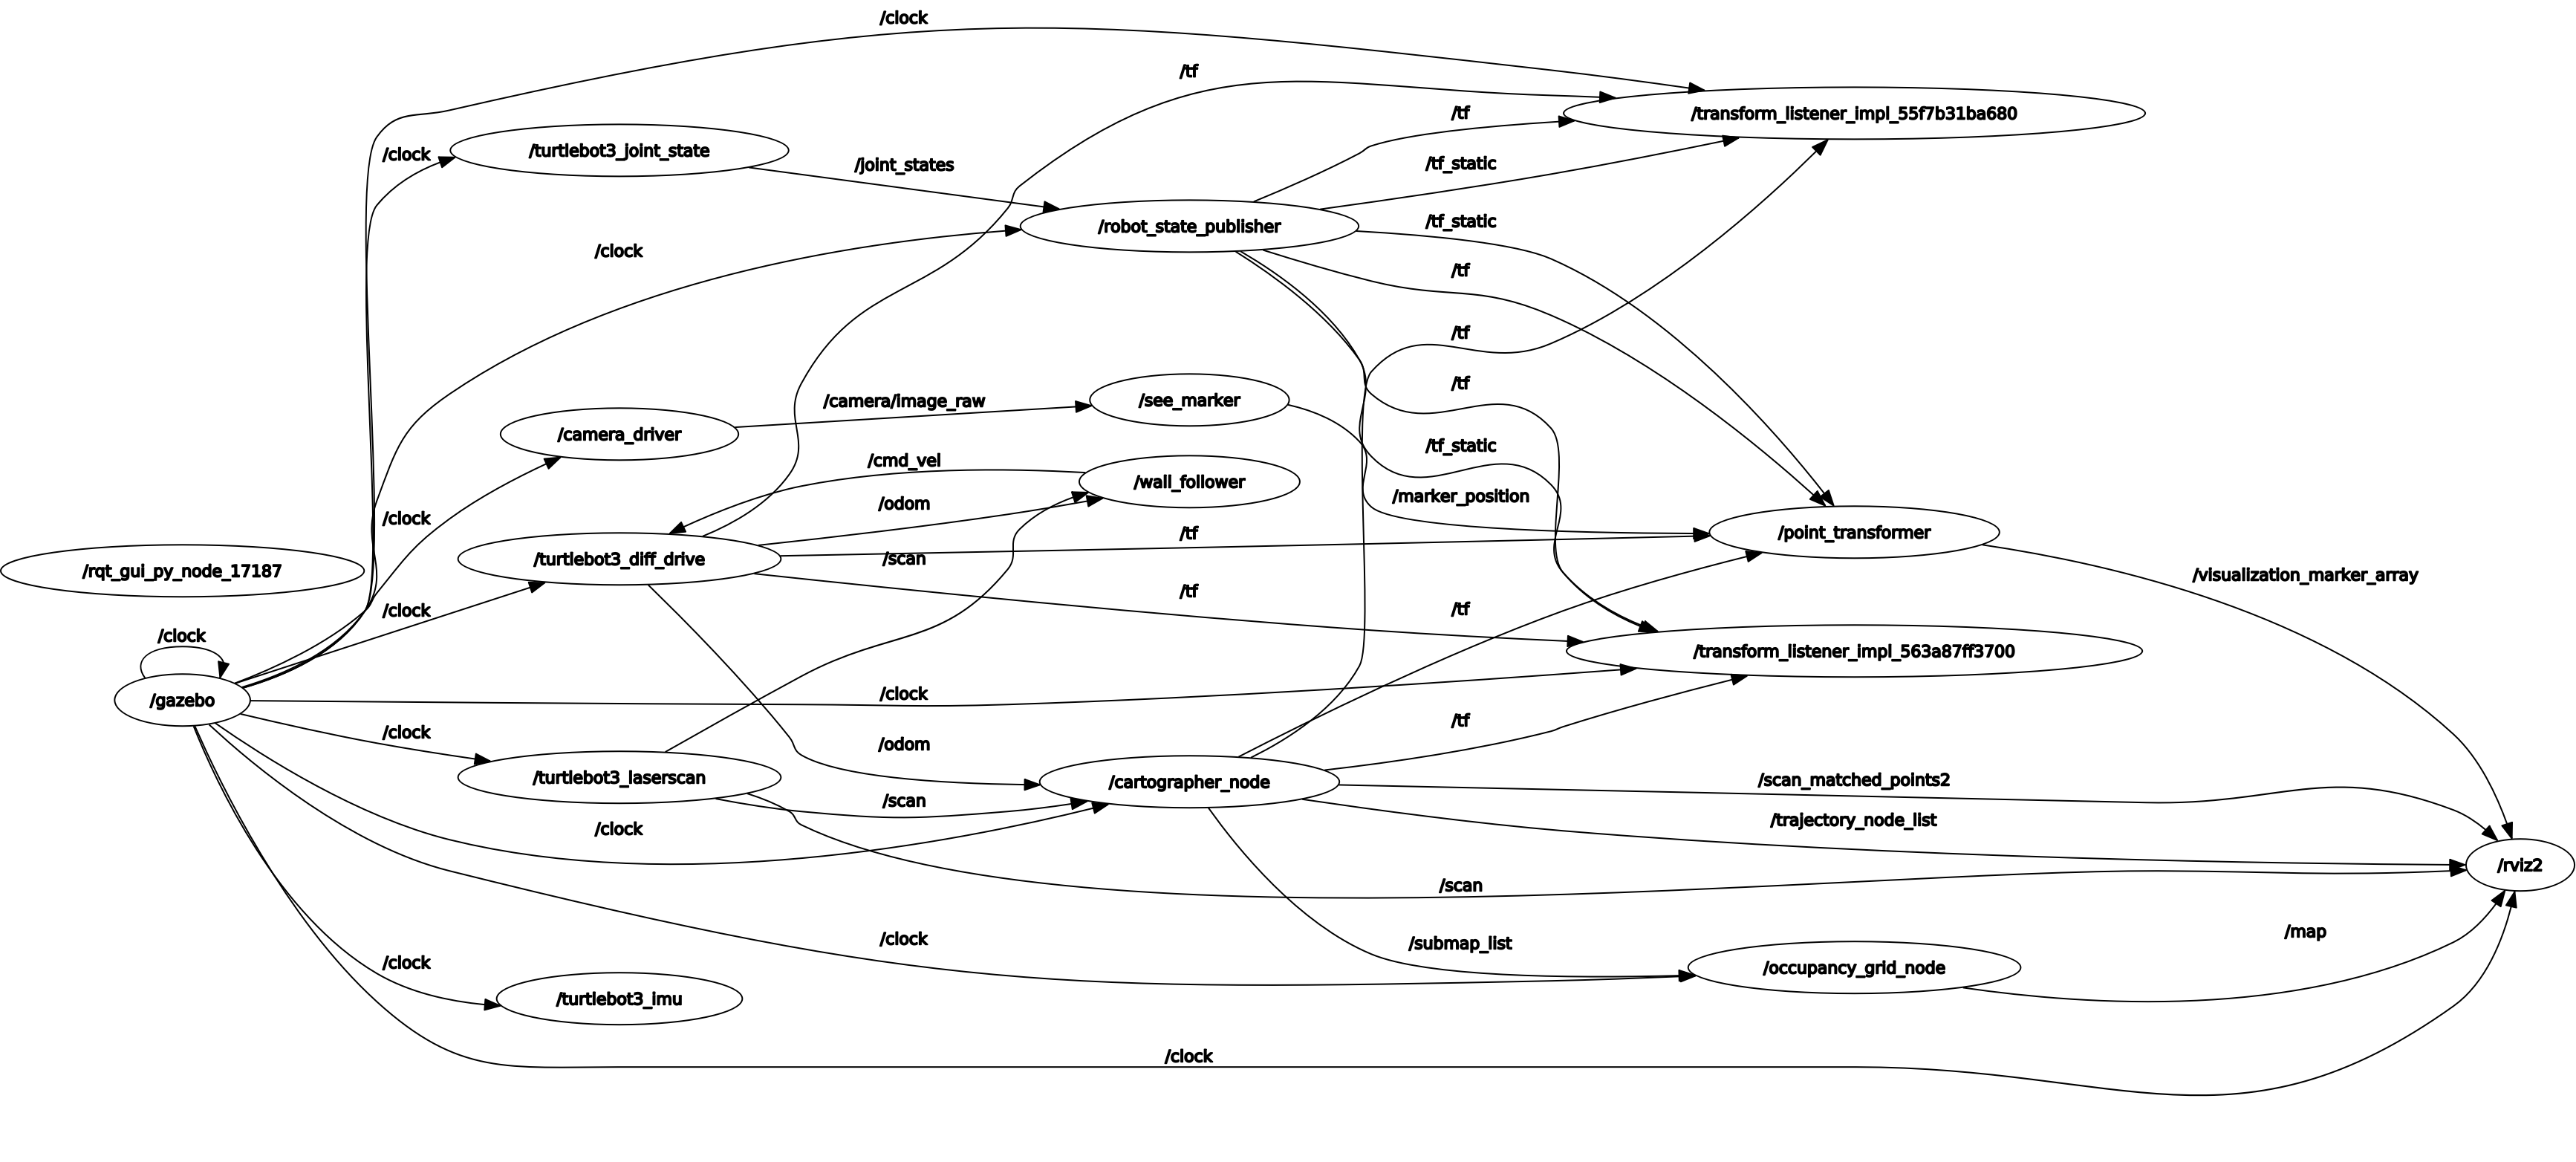 /clock
/tf
/tf
/transform_listener_impl_55f7b31ba680
/clock
/turtlebot3_joint_state
/joint_states
/tf_static
/robot_state_publisher
/tf_static
/clock
/tf
/tf
/tf
/camera/image_raw
/see_marker
/camera_driver
/tf_static
/cmd_vel
/wall_follower
/marker_position
/odom
/clock
/tf
/point_transformer
/turtlebot3_diff_drive
/scan
/rqt_gui_py_node_17187
/visualization_marker_array
/tf
/clock
/tf
/clock
/transform_listener_impl_563a87ff3700
/gazebo
/clock
/tf
/clock
/odom
/turtlebot3_laserscan
/cartographer_node
/scan_matched_points2
/scan
/trajectory_node_list
/clock
/rviz2
/scan
/map
/clock
/submap_list
/clock
/occupancy_grid_node
/turtlebot3_imu
/clock